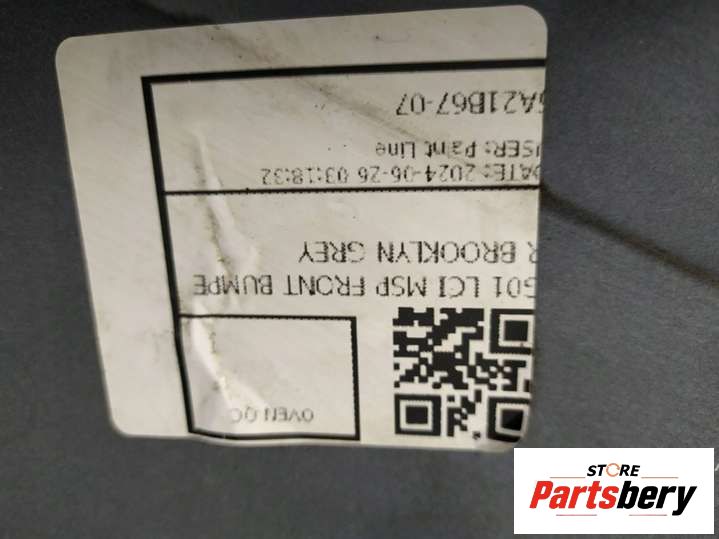 G01 LCI MSP FRONT BUMPE
R BROOKLYN GREY
DATE: 2024-06-26 03:18:32
USER: Paint Line
5A21B67-07
OVEN QC
1
STORE
Partsbery